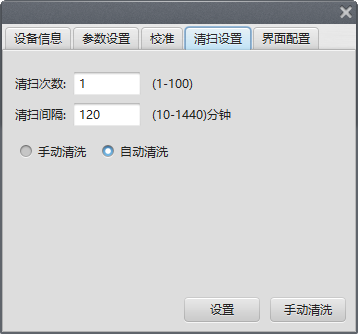 设备信息 参数设置 校准 清扫设置 界面配置
清扫次数: 1 (1-100)
清扫间隔: 120 (10-1440)分钟
手动清洗 自动清洗
设置 手动清洗